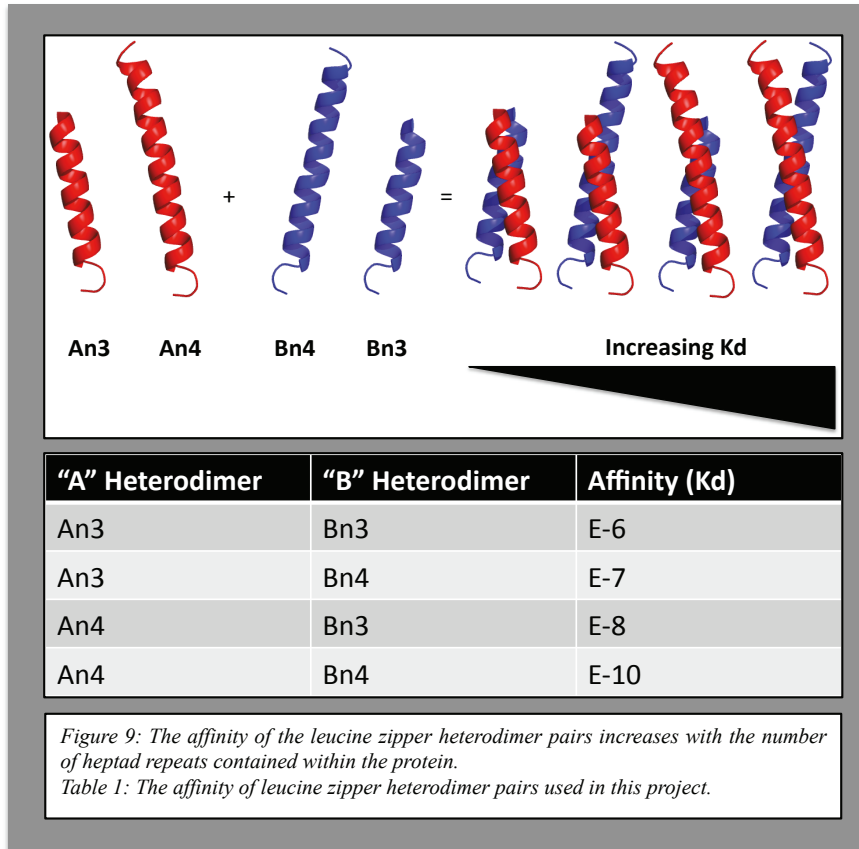 + =
An3 An4 Bn4 Bn3 Increasing Kd
“A” Heterodimer “B” Heterodimer Affinity (Kd)
An3 Bn3 E-6
An3 Bn4 E-7
An4 Bn3 E-8
An4 Bn4 E-10
Figure 9: The affinity of the leucine zipper heterodimer pairs increases with the number
of heptad repeats contained within the protein.
Table 1: The affinity of leucine zipper heterodimer pairs used in this project.